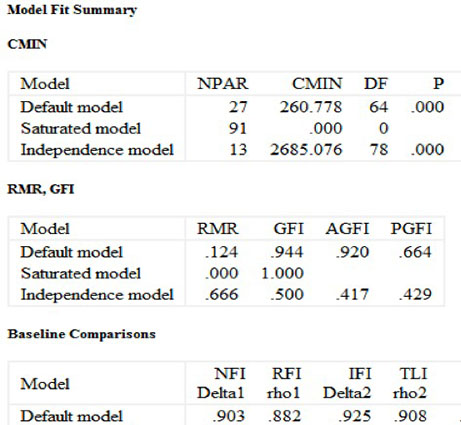 Model Fit Summary
CMIN
Model NPAR CMIN DF P
Default model 27 260.778 64 .000
Saturated model 91 .000 0
Independence model 13 2685.076 78 .000
RMR, GFI
Model RMR GFI AGFI PGFI
Default model .124 .944 .920 .664
Saturated model .000 1.000
Independence model .666 .500 .417 .429
Baseline Comparisons
Model NFI RFI IFI TLI
Delta1 rho1 Delta2 rho2
Default model .903 .882 .925 .908